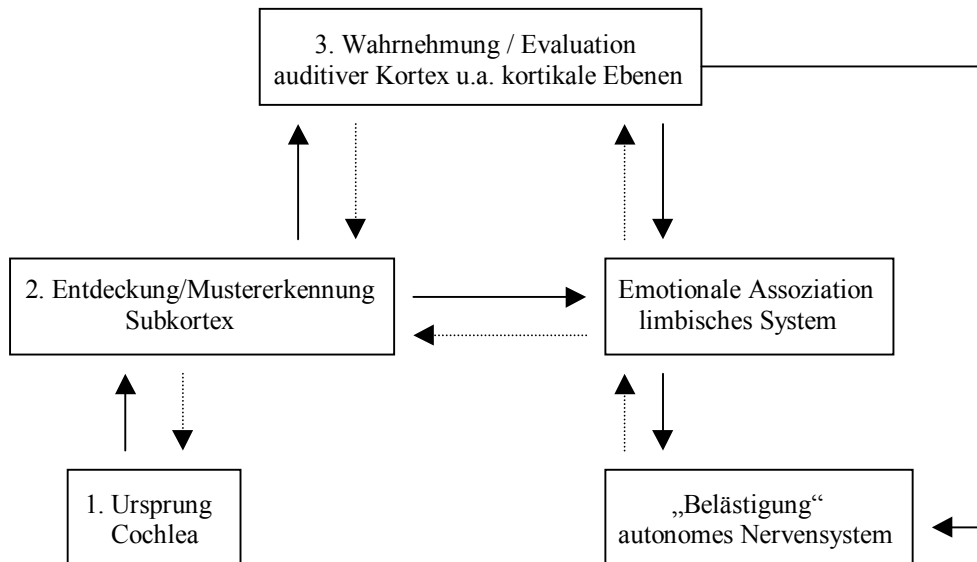 3. Wahrnehmung / Evaluation
auditiver Kortex u.a. kortikale Ebenen
2. Entdeckung/Mustererkennung
Subkortex
Emotionale Assoziation
limbisches System
1. Ursprung
Cochlea
„Belästigung“
autonomes Nervensystem